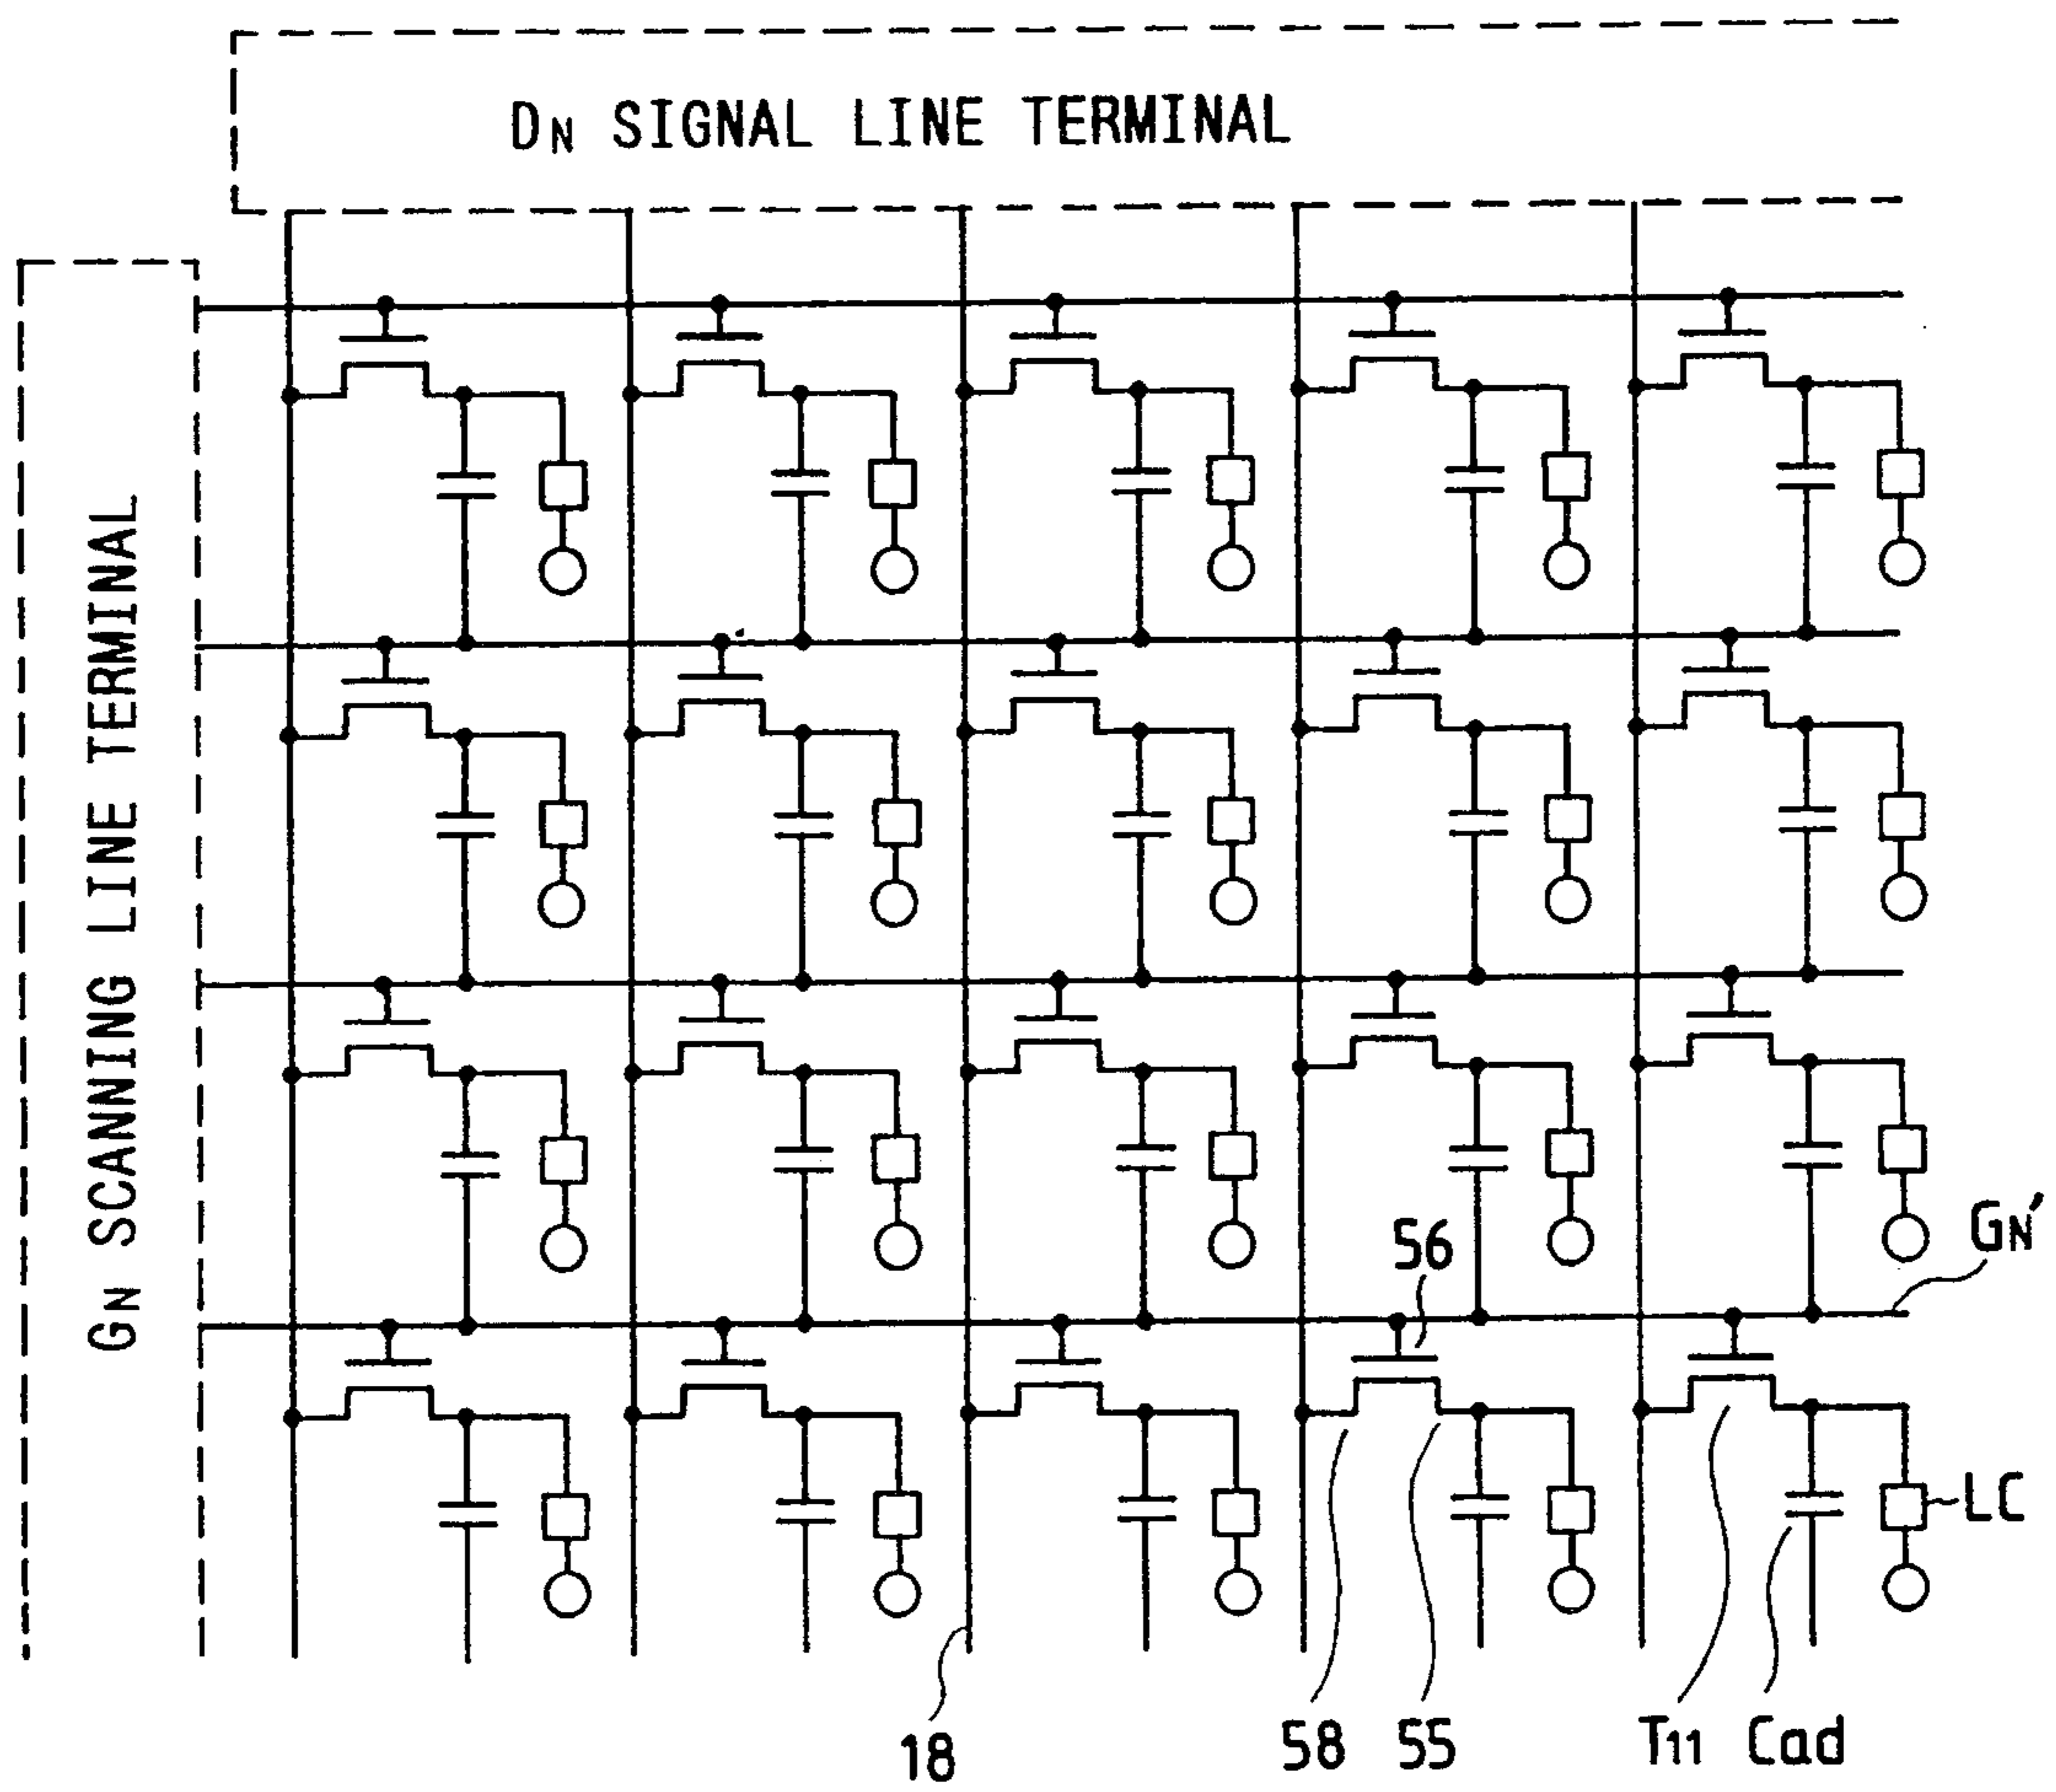 DN SIGNAL LINE TERMINAL
GN SCANNING LINE TERMINAL
GN'
56
LC
18
58
55
T11
Cad